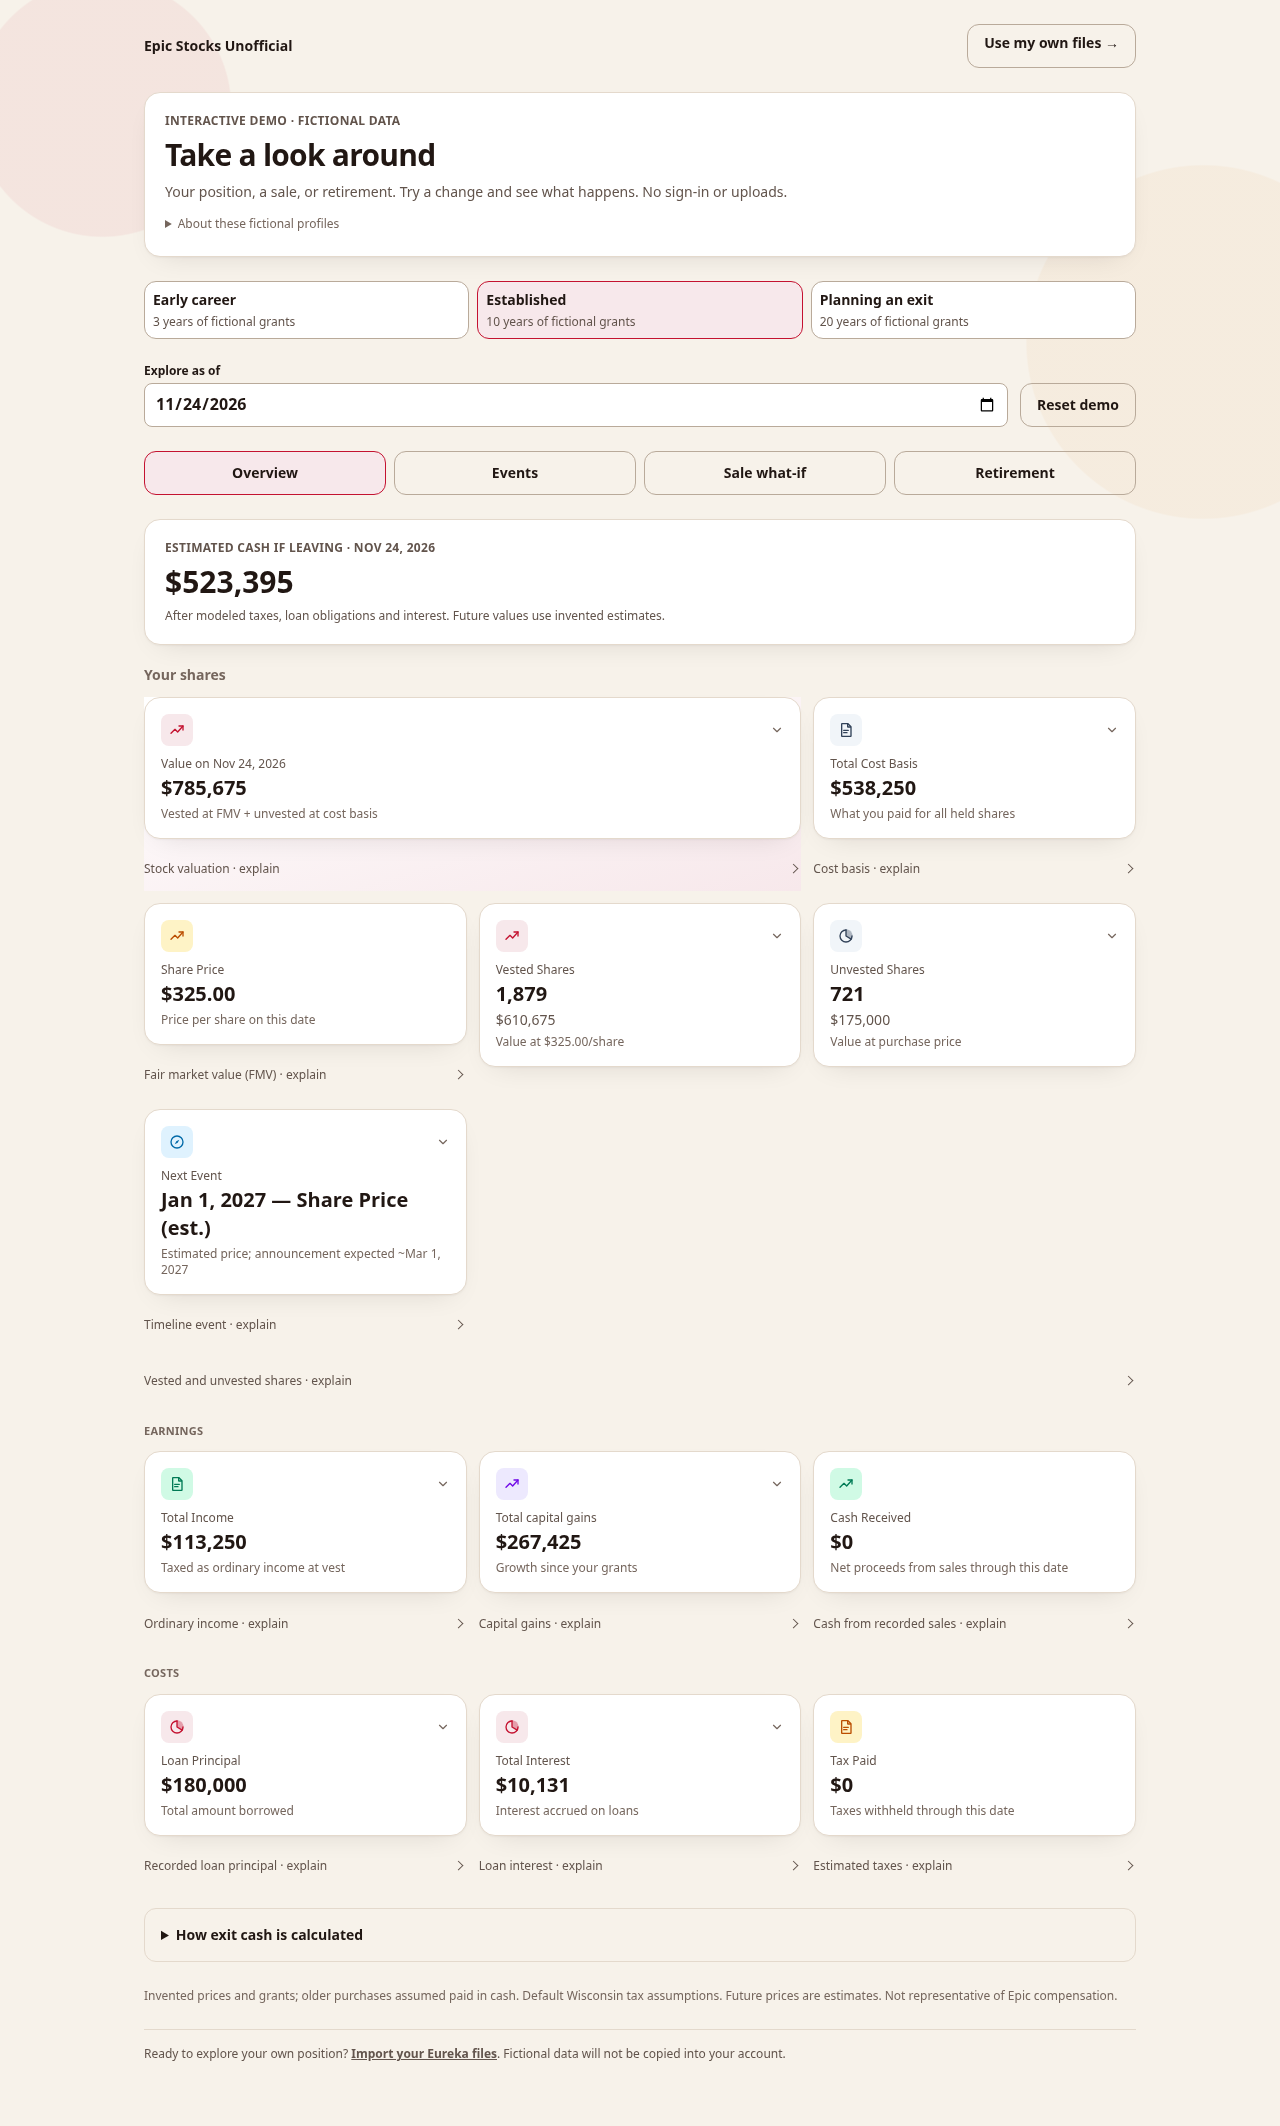 Epic Stocks Unofficial
Use my own files →
INTERACTIVE DEMO · FICTIONAL DATA
Take a look around
Your position, a sale, or retirement. Try a change and see what happens. No sign-in or uploads.
About these fictional profiles
Early career
3 years of fictional grants
Established
10 years of fictional grants
Planning an exit
20 years of fictional grants
Explore as of
11/24/2026
Reset demo
Overview
Events
Sale what-if
Retirement
ESTIMATED CASH IF LEAVING · NOV 24, 2026
$523,395
After modeled taxes, loan obligations and interest. Future values use invented estimates.
Your shares
Value on Nov 24, 2026
$785,675
Vested at FMV + unvested at cost basis
Stock valuation · explain
Total Cost Basis
$538,250
What you paid for all held shares
Cost basis · explain
Share Price
$325.00
Price per share on this date
Fair market value (FMV) · explain
Vested Shares
1,879
$610,675
Value at $325.00/share
Unvested Shares
721
$175,000
Value at purchase price
Next Event
Jan 1, 2027 — Share Price
(est.)
Estimated price; announcement expected ~Mar 1,
2027
Timeline event · explain
Vested and unvested shares · explain
EARNINGS
Total Income
$113,250
Taxed as ordinary income at vest
Ordinary income · explain
Total capital gains
$267,425
Growth since your grants
Capital gains · explain
Cash Received
$0
Net proceeds from sales through this date
Cash from recorded sales · explain
COSTS
Loan Principal
$180,000
Total amount borrowed
Recorded loan principal · explain
Total Interest
$10,131
Interest accrued on loans
Loan interest · explain
Tax Paid
$0
Taxes withheld through this date
Estimated taxes · explain
How exit cash is calculated
Invented prices and grants; older purchases assumed paid in cash. Default Wisconsin tax assumptions. Future prices are estimates. Not representative of Epic compensation.
Ready to explore your own position? Import your Eureka files. Fictional data will not be copied into your account.